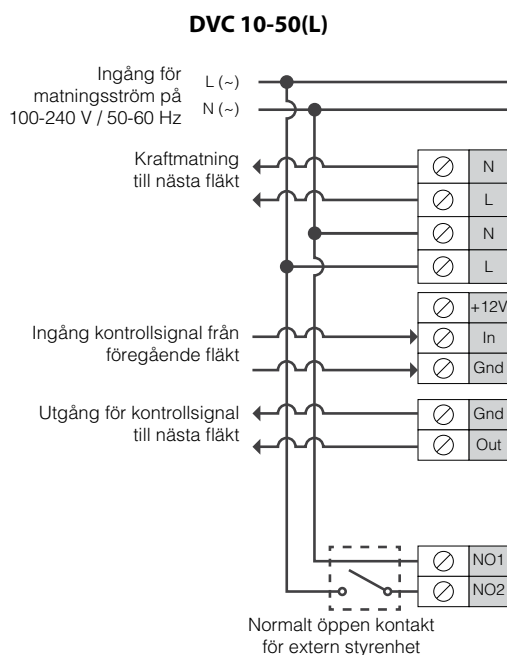 DVC 10-50(L)
Ingång för
matningsström på
100-240 V / 50-60 Hz
L (~)
N (~)
Kraftmatning
till nästa fläkt
N
L
N
L
+12V
Ingång kontrollsignal från
föregående fläkt
In
Gnd
Utgång för kontrollsignal
till nästa fläkt
Gnd
Out
NO1
NO2
Normalt öppen kontakt
för extern styrenhet